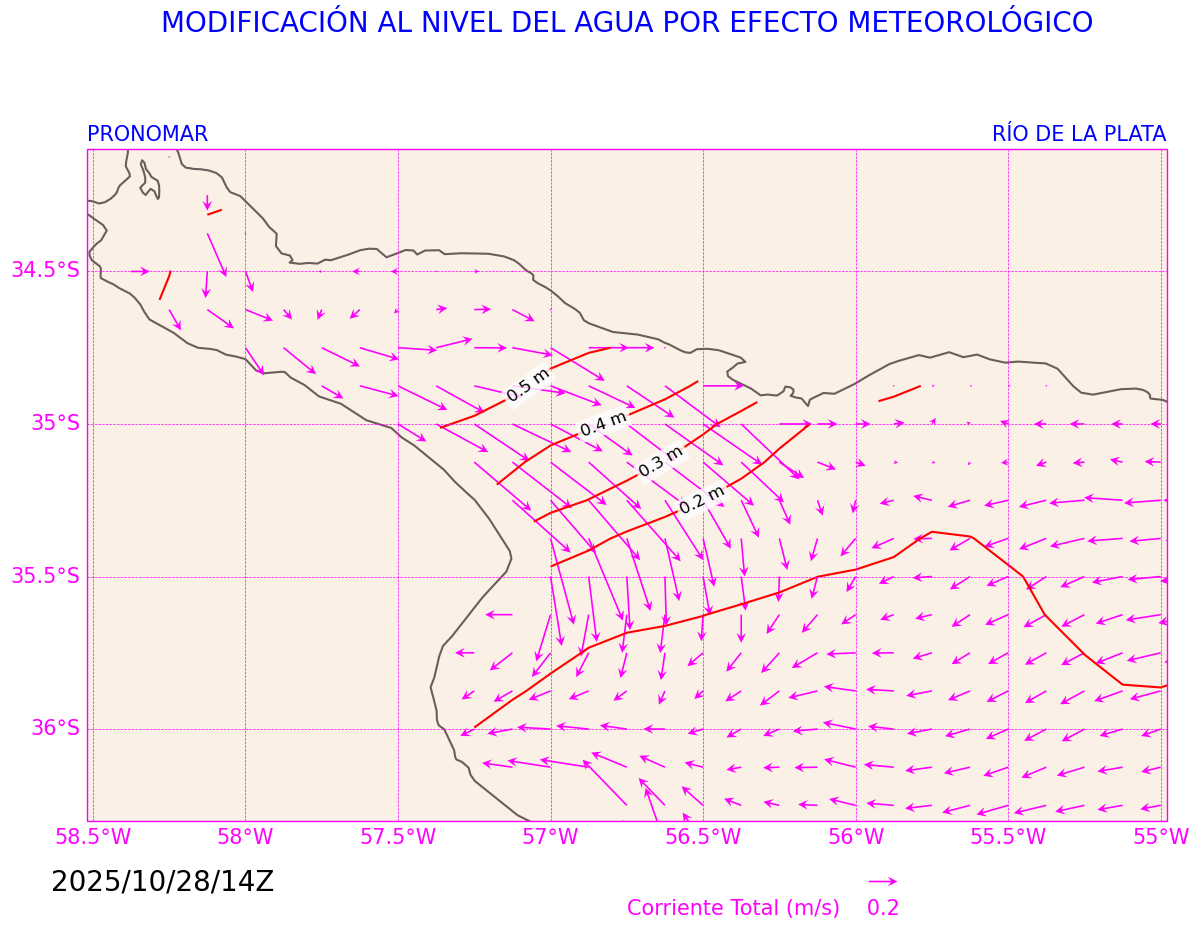 MODIFICACIÓN AL NIVEL DEL AGUA POR EFECTO METEOROLÓGICO
PRONOMAR
RÍO DE LA PLATA
34.5°S
35°S
35.5°S
36°S
0.5 m
0.4 m
0.3 m
0.2 m
58.5°W
58°W
57.5°W
57°W
56.5°W
56°W
55.5°W
55°W
2025/10/28/14Z
Corriente Total (m/s)
0.2